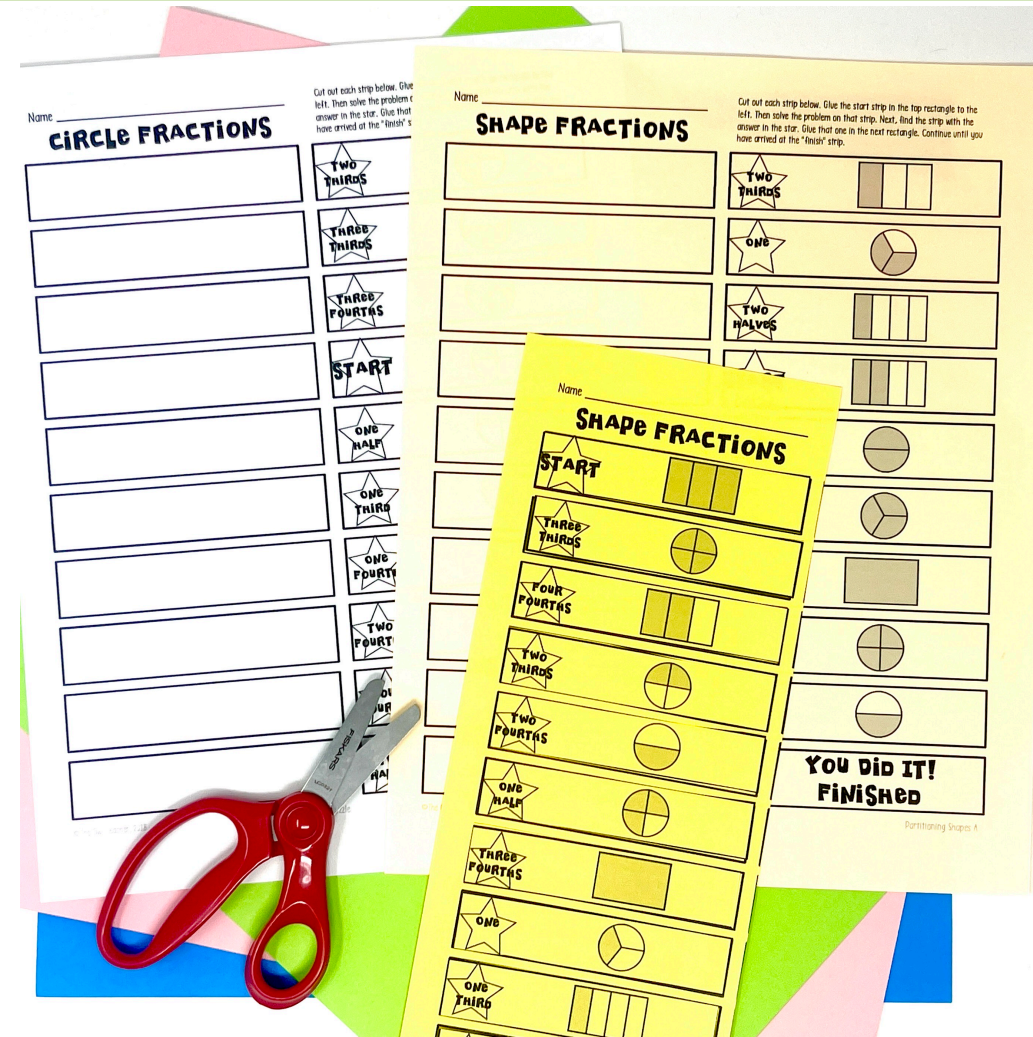 Name
CIRCLE FRACTIONS
Cut out each strip below. Glue
left. Then solve the problem
answer in the star. Glue that
have arrived at the "finish"
TWO
THIRDS
THREE
THIRDS
THREE
FOURTHS
START
ONE
HALF
ONE
THIRD
ONE
FOURTH
TWO
FOURT
Name
SHAPE FRACTIONS
Cut out each strip below. Glue the start strip in the top rectangle to the
left. Then solve the problem on that strip. Next, find the strip with the
answer in the star. Glue that one in the next rectangle. Continue until you
have arrived at the "finish" strip.
TWO
THIRDS
ONE
TWO
HALVES
YOU DID IT!
FINISHED
Partitioning Shapes
Name
SHAPE FRACTIONS
START
THREE
THIRDS
FOUR
FOURTHS
TWO
THIRDS
TWO
FOURTHS
ONE
HALF
THREE
FOURTHS
ONE
ONE
THIRD
FISKARS